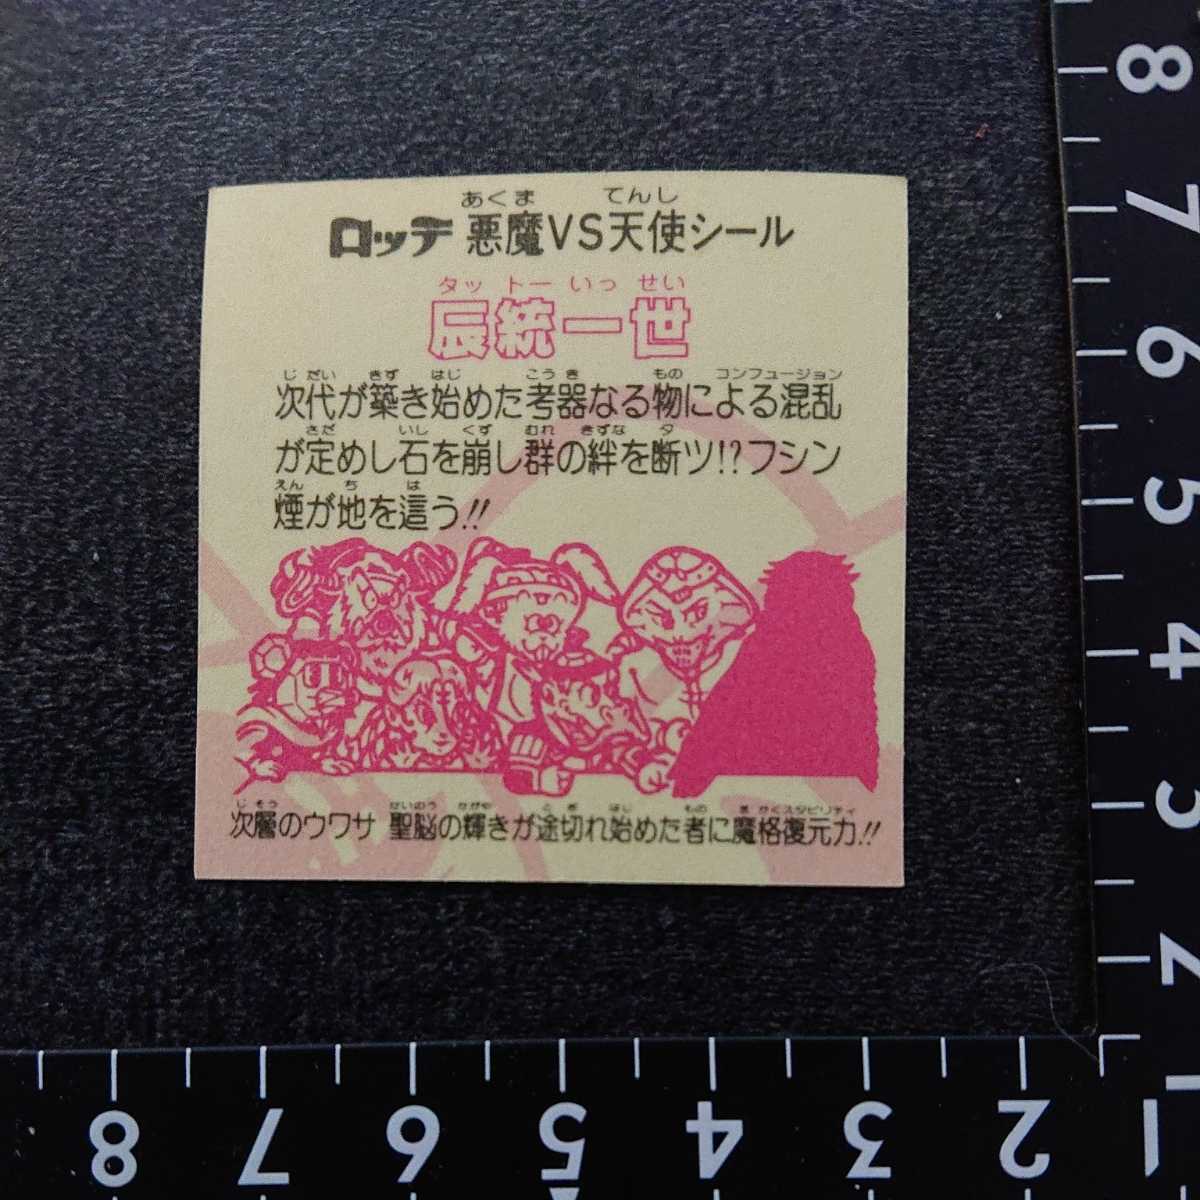 あくま てんし
ロッテ 悪魔VS天使シール
タットーいっせい
辰統一世
じだい きず はじ こうき もの コンフュージョン
次代が築き始めた考器なる物による混乱
さだ いし くず むれ きずな タ
が定めし石を崩し群の絆を断ツ!?フシン
えん ち は
煙が地を這う!!
じそう せいのう かがや とぎ はじ もの まかくスタビリティ
次層のウワサ 聖脳の輝きが途切れ始めた者に魔格復元力!!
8
7
6
5
4
3
2
8 7 6 5 4 3 2 1